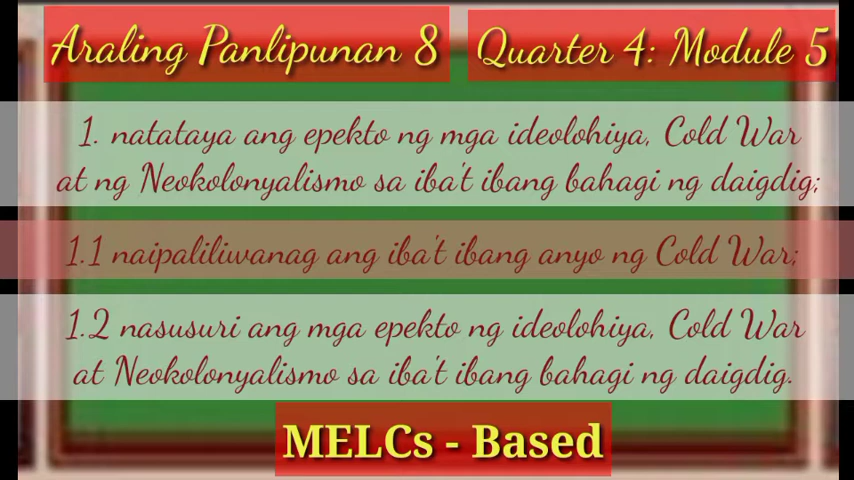 Araling Panlipunan 8
Quarter 4: Module 5
1. natataya ang epekto ng mga ideolohiya, Cold War
at ng Neokolonyalismo sa iba't ibang bahagi ng daigdig;
1.1 naipaliliwanag ang iba't ibang anyo ng Cold War;
1.2 nasusuri ang mga epekto ng ideolohiya, Cold War
at Neokolonyalismo sa iba't ibang bahagi ng daigdig.
MELCs - Based